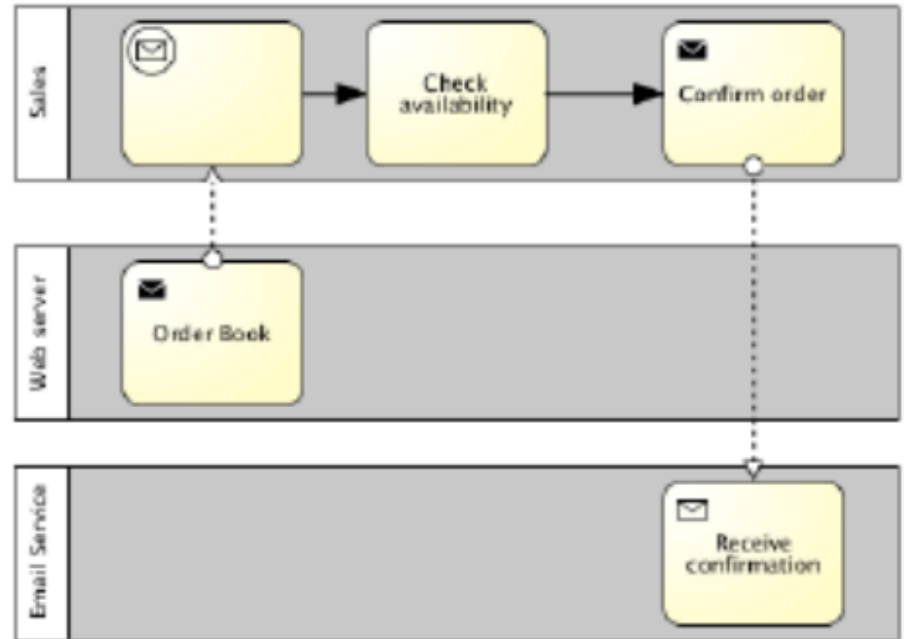 Sales
Check
availability
Confirm order
Web server
Order Book
Email Service
Receive
confirmation